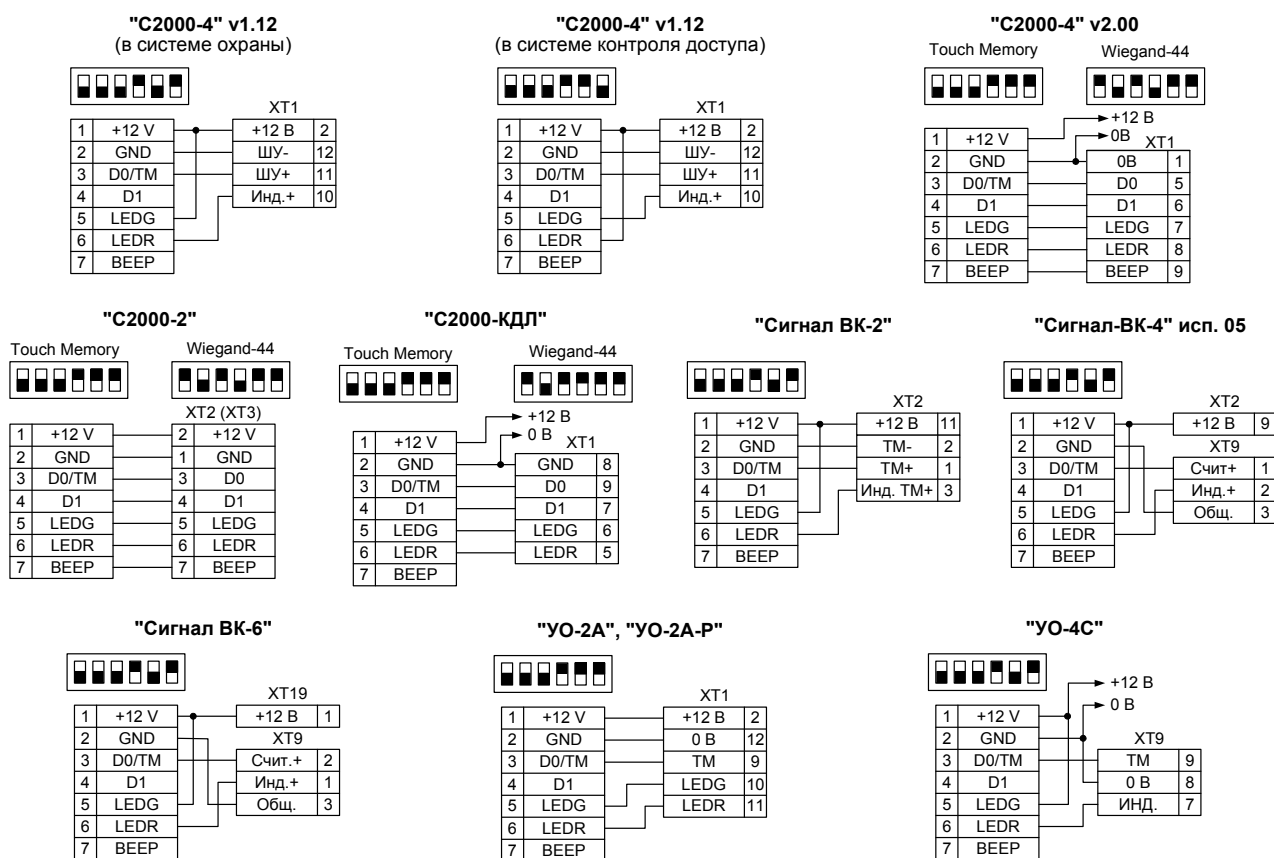 "С2000-4" v1.12
(в системе охраны)
XT1
1 +12 V +12 В 2
2 GND ШУ- 12
3 D0/TM ШУ+ 11
4 D1 Инд.+ 10
5 LEDG
6 LEDR
7 BEEP
"С2000-4" v1.12
(в системе контроля доступа)
XT1
1 +12 V +12 В 2
2 GND ШУ- 12
3 D0/TM ШУ+ 11
4 D1 Инд.+ 10
5 LEDG
6 LEDR
7 BEEP
"С2000-4" v2.00
Touch Memory Wiegand-44
+12 В
0В XT1
1 +12 V
2 GND 0В 1
3 D0/TM D0 5
4 D1 D1 6
5 LEDG LEDG 7
6 LEDR LEDR 8
7 BEEP BEEP 9
"С2000-2"
Touch Memory Wiegand-44
XT2 (XT3)
1 +12 V 2 +12 V
2 GND 1 GND
3 D0/TM 3 D0
4 D1 4 D1
5 LEDG 5 LEDG
6 LEDR 6 LEDR
7 BEEP 7 BEEP
"С2000-КДЛ"
Touch Memory Wiegand-44
+12 В
0 В XT1
1 +12 V
2 GND GND 8
3 D0/TM D0 9
4 D1 D1 7
5 LEDG LEDG 6
6 LEDR LEDR 5
7 BEEP
"Сигнал ВК-2"
XT2
1 +12 V +12 В 11
2 GND TM- 2
3 D0/TM TM+ 1
4 D1 Инд. TM+ 3
5 LEDG
6 LEDR
7 BEEP
"Сигнал-ВК-4" исп. 05
XT2
1 +12 V +12 В 9
2 GND XT9
3 D0/TM Счит+ 1
4 D1 Инд.+ 2
5 LEDG Общ. 3
6 LEDR
7 BEEP
"Сигнал ВК-6"
XT19
1 +12 V +12 В 1
2 GND XT9
3 D0/TM Счит.+ 2
4 D1 Инд.+ 1
5 LEDG Общ. 3
6 LEDR
7 BEEP
"УО-2А", "УО-2А-Р"
XT1
1 +12 V +12 В 2
2 GND 0 В 12
3 D0/TM TM 9
4 D1 LEDG 10
5 LEDG LEDR 11
6 LEDR
7 BEEP
"УО-4С"
+12 В
0 В
1 +12 V
2 GND XT9
3 D0/TM TM 9
4 D1 0 В 8
5 LEDG ИНД. 7
6 LEDR
7 BEEP